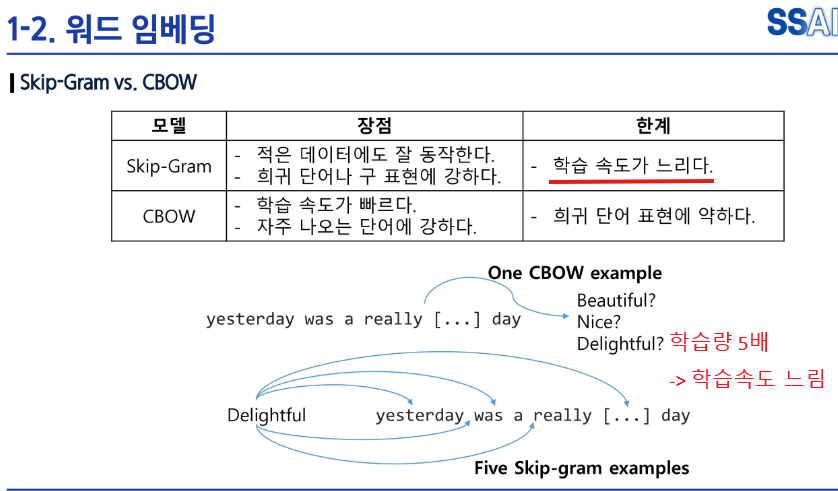 1-2. 워드 임베딩
SSAI
Skip-Gram vs. CBOW
모델 장점 한계
Skip-Gram
- 적은 데이터에도 잘 동작한다.
- 희귀 단어나 구 표현에 강하다.
- 학습 속도가 느리다.
CBOW
- 학습 속도가 빠르다.
- 자주 나오는 단어에 강하다.
- 희귀 단어 표현에 약하다.
One CBOW example
yesterday was a really [...] day
Beautiful?
Nice?
Delightful?
학습량 5배
-> 학습속도 느림
Delightful
yesterday was a really [...] day
Five Skip-gram examples